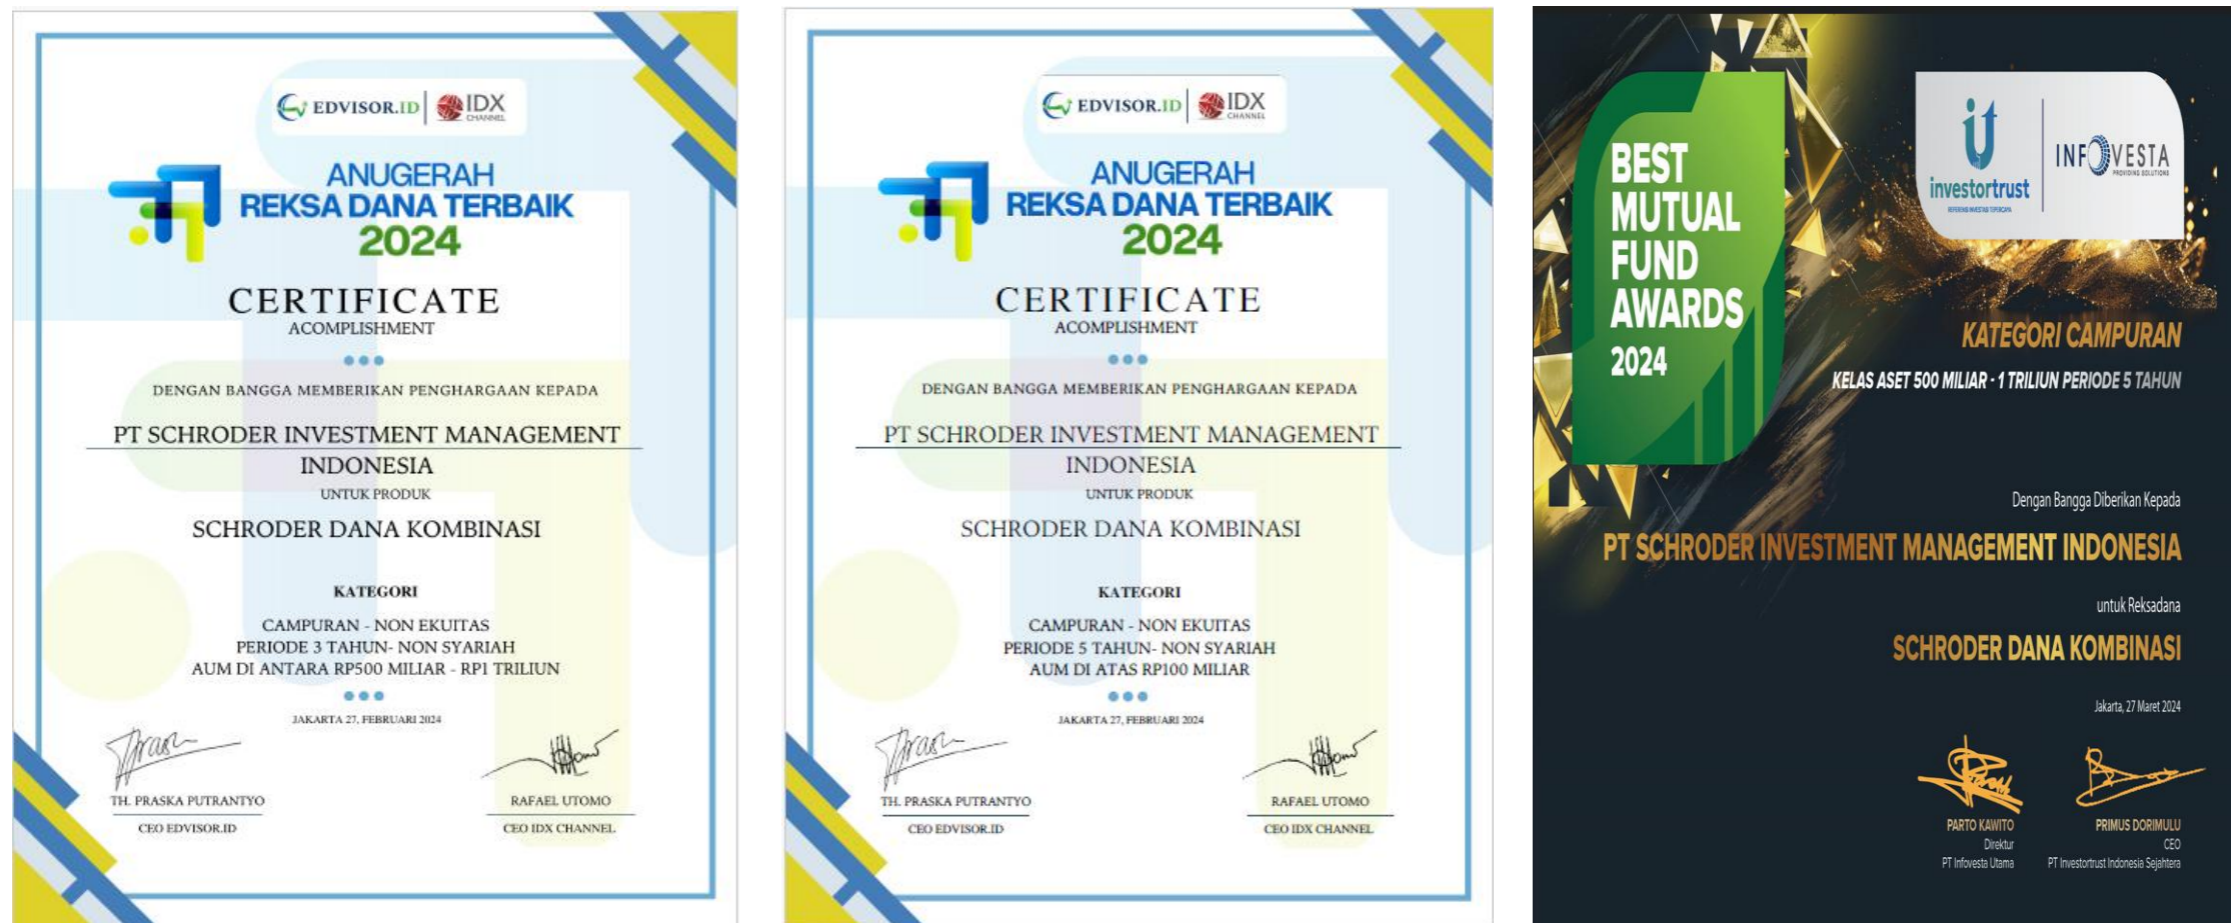 EDVISOR.ID
IDX
CHANNEL
ANUGERAH
REKSA DANA TERBAIK
2024
CERTIFICATE
ACOMPLISHMENT
DENGAN BANGGA MEMBERIKAN PENGHARGAAN KEPADA
PT SCHRODER INVESTMENT MANAGEMENT
INDONESIA
UNTUK PRODUK
SCHRODER DANA KOMBINASI
KATEGORI
CAMPURAN - NON EKUITAS
PERIODE 3 TAHUN- NON SYARIAH
AUM DI ANTARA RP500 MILIAR - RP1 TRILIUN
JAKARTA 27, FEBRUARI 2024
TH. PRASKA PUTRANTYO
CEO EDVISOR.ID
RAFAEL UTOMO
CEO IDX CHANNEL
EDVISOR.ID
IDX
CHANNEL
ANUGERAH
REKSA DANA TERBAIK
2024
CERTIFICATE
ACOMPLISHMENT
DENGAN BANGGA MEMBERIKAN PENGHARGAAN KEPADA
PT SCHRODER INVESTMENT MANAGEMENT
INDONESIA
UNTUK PRODUK
SCHRODER DANA KOMBINASI
KATEGORI
CAMPURAN - NON EKUITAS
PERIODE 5 TAHUN- NON SYARIAH
AUM DI ATAS RP100 MILIAR
JAKARTA 27, FEBRUARI 2024
TH. PRASKA PUTRANTYO
CEO EDVISOR.ID
RAFAEL UTOMO
CEO IDX CHANNEL
BEST
MUTUAL
FUND
AWARDS
2024
investortrust
REFERENSI INVESTASI TEPERCAYA
INFOVESTA
PROVIDING SOLUTIONS
KATEGORI CAMPURAN
KELAS ASET 500 MILIAR - 1 TRILIUN PERIODE 5 TAHUN
Dengan Bangga Diberikan Kepada
PT SCHRODER INVESTMENT MANAGEMENT INDONESIA
untuk Reksadana
SCHRODER DANA KOMBINASI
Jakarta, 27 Maret 2024
PARTO KAWITO
Direktur
PT Infovesta Utama
PRIMUS DORIMULU
CEO
PT Investortrust Indonesia Sejahtera